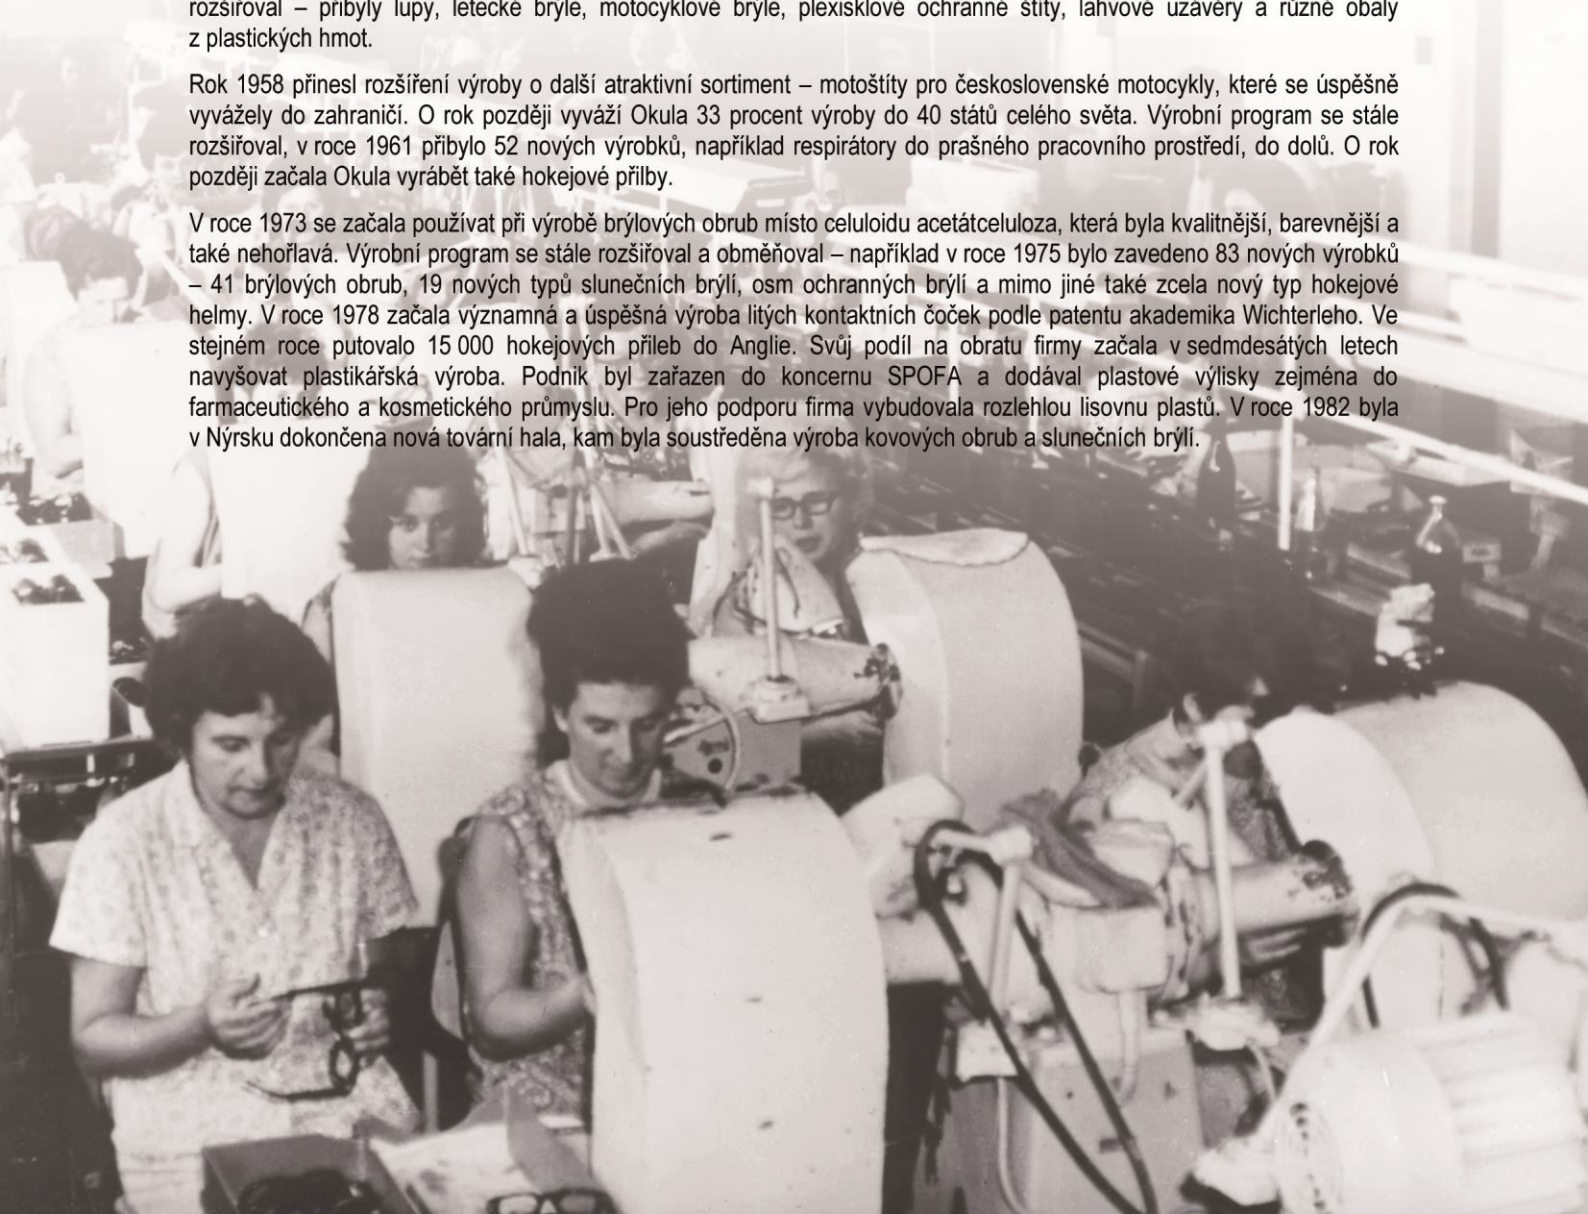 rozšiřoval – přibyly lupy, letecké brýle, motocyklové brýle, plexisklové ochranné štíty, lahvové uzávěry a různé obaly
z plastických hmot.
Rok 1958 přinesl rozšíření výroby o další atraktivní sortiment – motoštíty pro československé motocykly, které se úspěšně
vyvážely do zahraničí. O rok později vyváží Okula 33 procent výroby do 40 států celého světa. Výrobní program se stále
rozšiřoval, v roce 1961 přibylo 52 nových výrobků, například respirátory do prašného pracovního prostředí, do dolů. O rok
později začala Okula vyrábět také hokejové přilby.
V roce 1973 se začala používat při výrobě brýlových obrub místo celuloidu acetátceluloza, která byla kvalitnější, barevnější a
také nehořlavá. Výrobní program se stále rozšiřoval a obměňoval – například v roce 1975 bylo zavedeno 83 nových výrobků
– 41 brýlových obrub, 19 nových typů slunečních brýlí, osm ochranných brýlí a mimo jiné také zcela nový typ hokejové
helmy. V roce 1978 začala významná a úspěšná výroba litých kontaktních čoček podle patentu akademika Wichterleho. Ve
stejném roce putovalo 15 000 hokejových přileb do Anglie. Svůj podíl na obratu firmy začala v sedmdesátých letech
navyšovat plastikářská výroba. Podnik byl zařazen do koncernu SPOFA a dodával plastové výlisky zejména do
farmaceutického a kosmetického průmyslu. Pro jeho podporu firma vybudovala rozlehlou lisovnu plastů. V roce 1982 byla
v Nýrsku dokončena nová tovární hala, kam byla soustředěna výroba kovových obrub a slunečních brýlí.